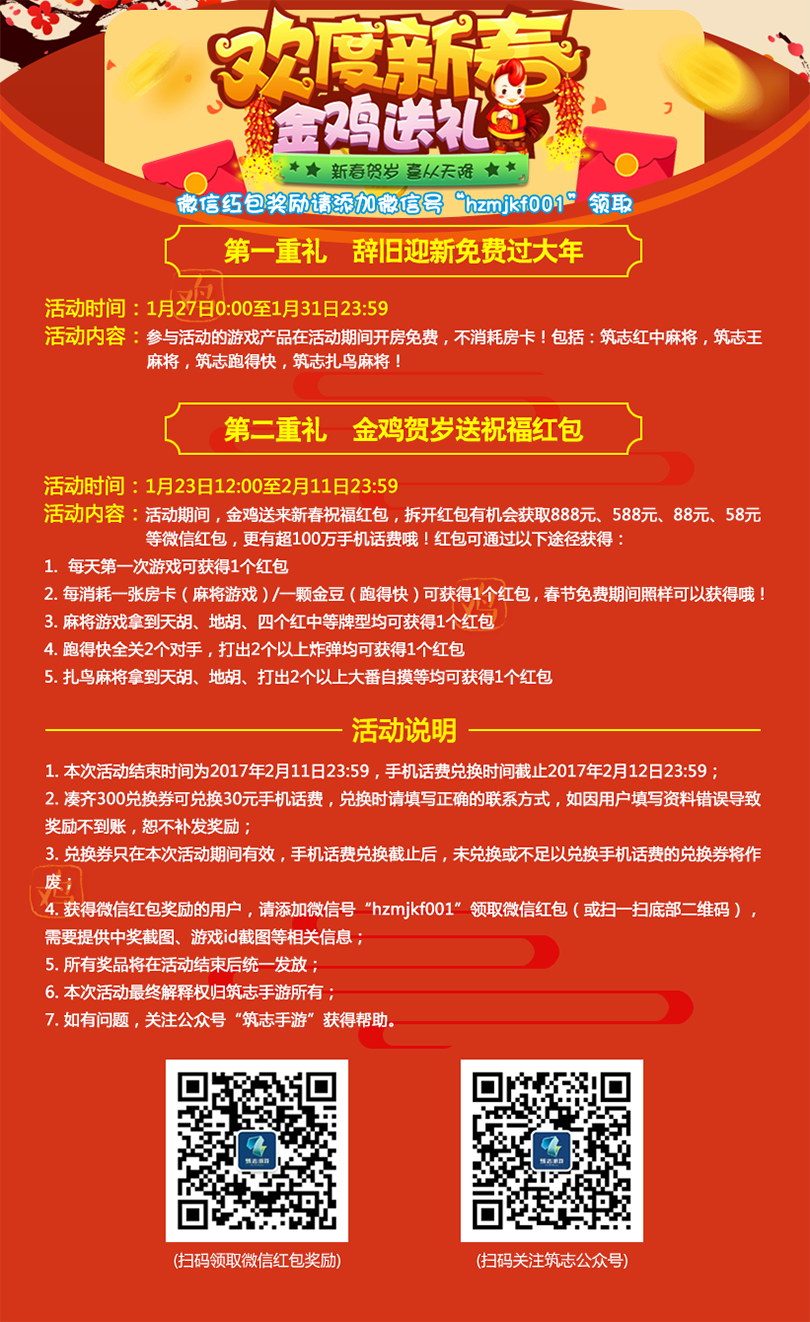 欢度新春
金鸡送礼
★★ 新春贺岁 喜从天降 ★★
微信红包奖励请添加微信号“hzmjkf001”领取
第一重礼 辞旧迎新免费过大年
鸡
活动时间：1月27日0:00至1月31日23:59
活动内容：参与活动的游戏产品在活动期间开房免费，不消耗房卡！包括：筑志红中麻将，筑志王
麻将，筑志跑得快，筑志扎鸟麻将！
第二重礼 金鸡贺岁送祝福红包
活动时间：1月23日12:00至2月11日23:59
活动内容：活动期间，金鸡送来新春祝福红包，拆开红包有机会获取888元、588元、88元、58元
等微信红包，更有超100万手机话费哦！红包可通过以下途径获得：
1. 每天第一次游戏可获得1个红包
2. 每消耗一张房卡（麻将游戏）/一颗金豆（跑得快）可获得1个红包，春节免费期间照样可以获得哦！
鸡
3. 麻将游戏拿到天胡、地胡、四个红中等牌型均可获得1个红包
4. 跑得快全关2个对手，打出2个以上炸弹均可获得1个红包
5. 扎鸟麻将拿到天胡、地胡、打出2个以上大番自摸等均可获得1个红包
活动说明
1. 本次活动结束时间为2017年2月11日23:59，手机话费兑换时间截止2017年2月12日23:59；
2. 凑齐300兑换券可兑换30元手机话费，兑换时请填写正确的联系方式，如因用户填写资料错误导致
奖励不到账，恕不补发奖励；
3. 兑换券只在本次活动期间有效，手机话费兑换截止后，未兑换或不足以兑换手机话费的兑换券将作
废；
鸡
4. 获得微信红包奖励的用户，请添加微信号“hzmjkf001”领取微信红包（或扫一扫底部二维码），
需要提供中奖截图、游戏id截图等相关信息；
5. 所有奖品将在活动结束后统一发放；
6. 本次活动最终解释权归筑志手游所有；
7. 如有问题，关注公众号“筑志手游”获得帮助。
筑志游戏
筑志游戏
(扫码领取微信红包奖励)
(扫码关注筑志公众号)